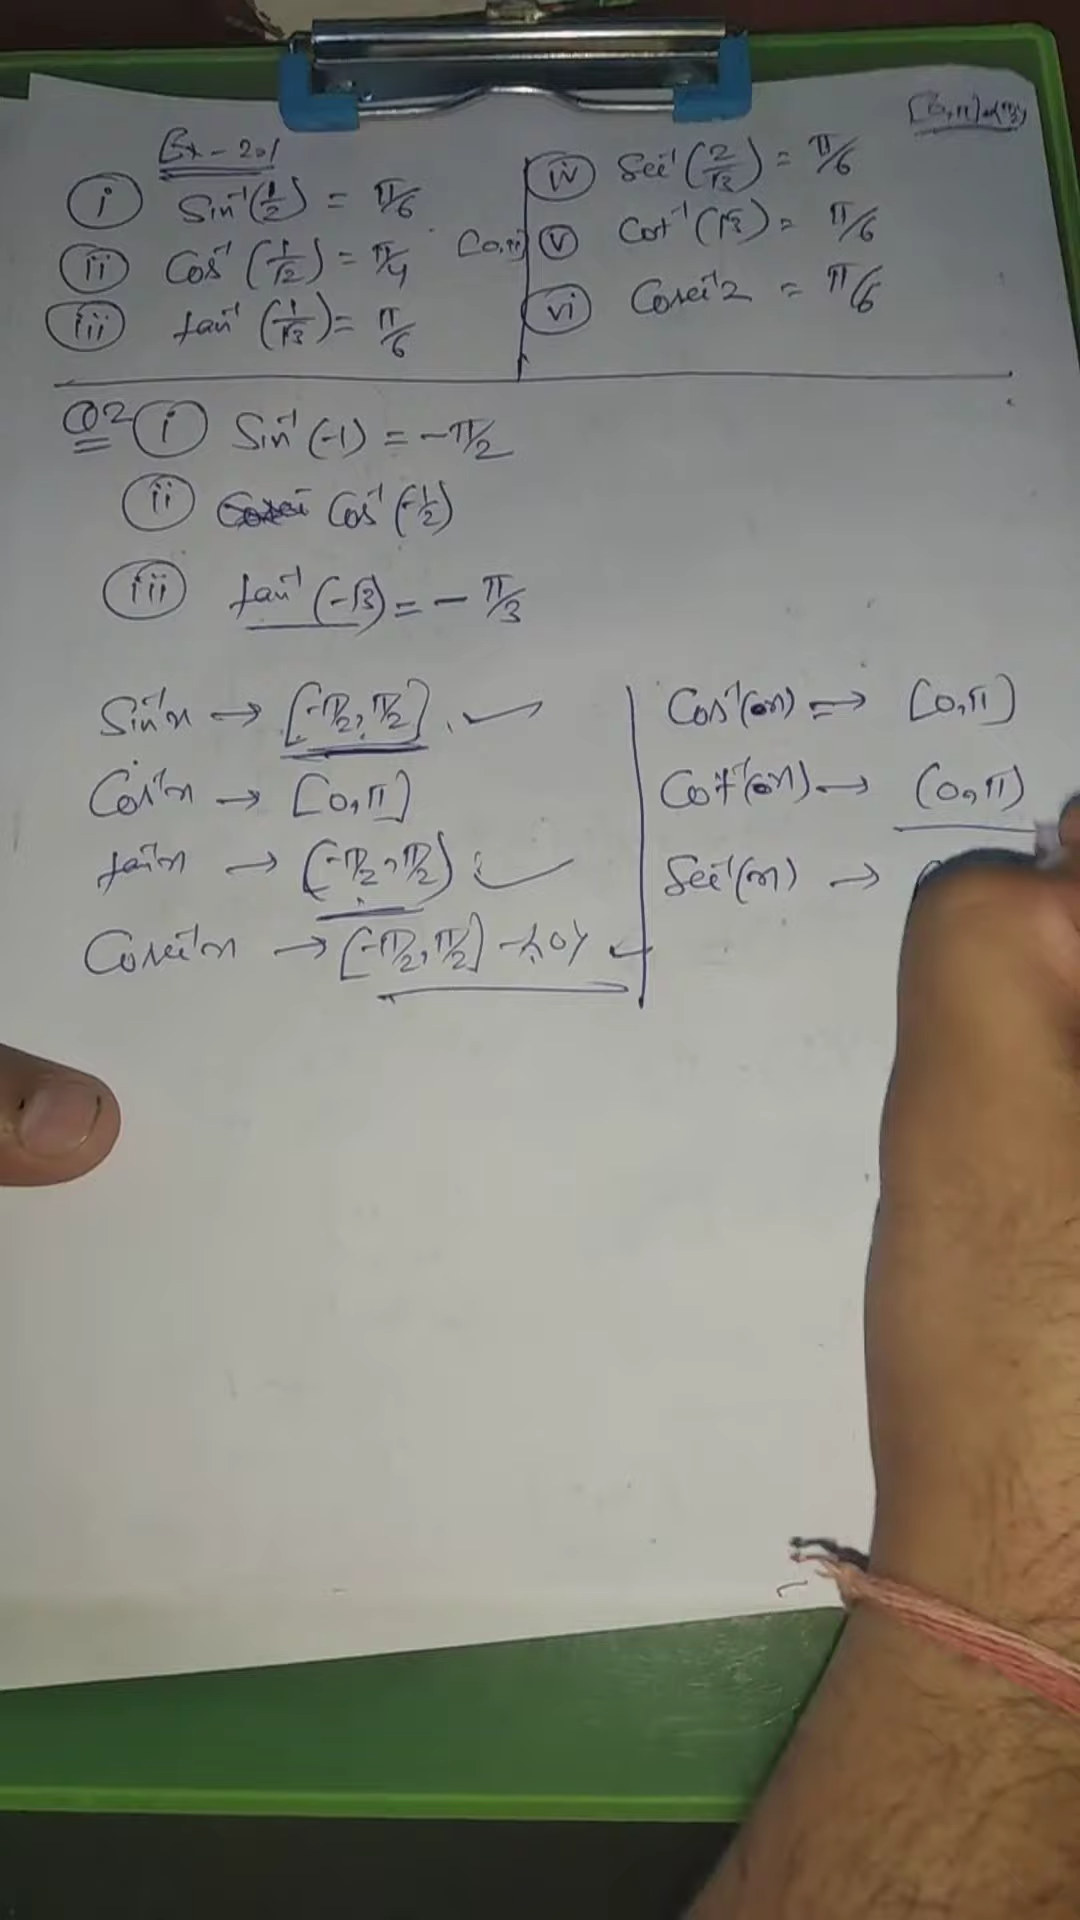 [0,π]-{π/2}
Ex-2.1
(i) Sin⁻¹(1/2) = π/6
(ii) Cos⁻¹(1/√2) = π/4 [0,π]
(iii) tan⁻¹(1/√3) = π/6
(iv) Sec⁻¹(2/√3) = π/6
(v) Cot⁻¹(√3) = π/6
(vi) Cosec⁻¹2 = π/6
Q2 (i) Sin⁻¹(-1) = -π/2
(ii) Cos⁻¹(-1/2)
(iii) tan⁻¹(-√3) = -π/3
Sin⁻¹x → [-π/2, π/2]
Cos⁻¹x → [0,π]
tan⁻¹x → (-π/2, π/2)
Cosec⁻¹x → [-π/2, π/2] - {0}
Cos⁻¹(x) → [0,π]
Cot⁻¹(x) → (0,π)
Sec⁻¹(x) →